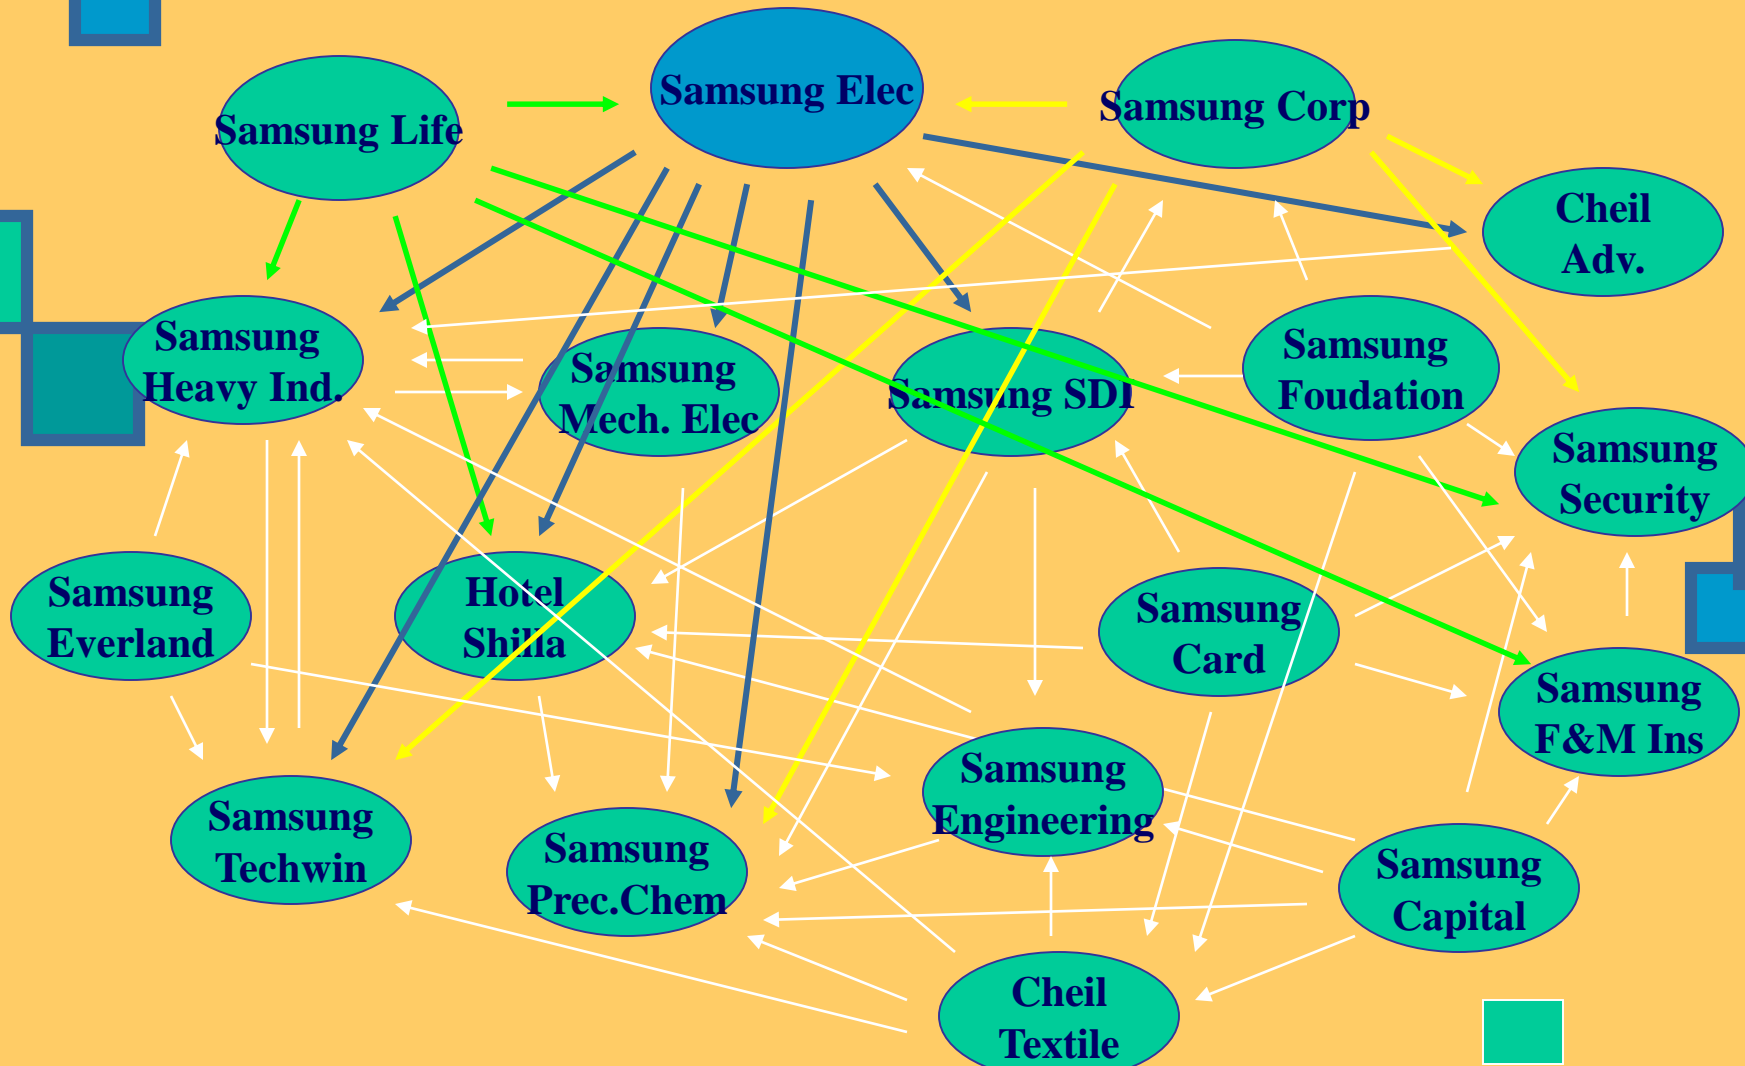 Samsung Elec
Samsung Corp
Samsung Life
Cheil
Adv.
Samsung
Heavy Ind.
Samsung
Mech. Elec
Samsung SDI
Samsung
Foudation
Samsung
Security
Samsung
Everland
Hotel
Shilla
Samsung
Card
Samsung
F&M Ins
Samsung
Techwin
Samsung
Prec.Chem
Samsung
Engineering
Samsung
Capital
Cheil
Textile